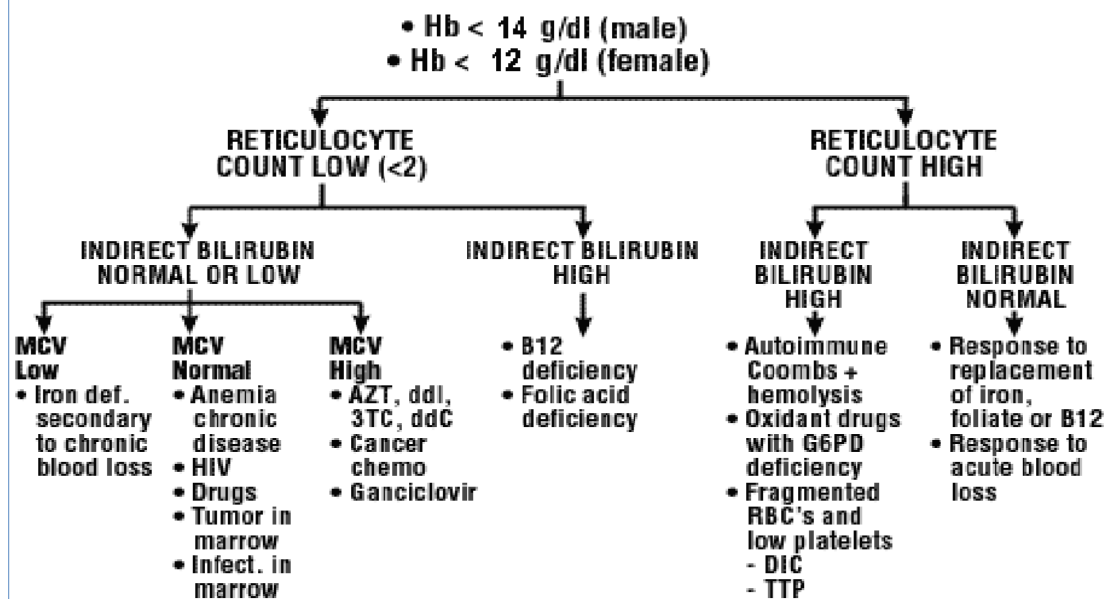 • Hb < 14 g/dl (male)
• Hb < 12 g/dl (female)
RETICULOCYTE
COUNT LOW (<2)
RETICULOCYTE
COUNT HIGH
INDIRECT BILIRUBIN
NORMAL OR LOW
INDIRECT BILIRUBIN
HIGH
INDIRECT
BILIRUBIN
HIGH
INDIRECT
BILIRUBIN
NORMAL
MCV
Low
• Iron def.
secondary
to chronic
blood loss
MCV
Normal
• Anemia
chronic
disease
• HIV
• Drugs
• Tumor in
marrow
• Infect. in
marrow
MCV
High
• AZT, ddI,
3TC, ddC
• Cancer
chemo
• Ganciclovir
• B12
deficiency
• Folic acid
deficiency
• Autoimmune
Coombs +
hemolysis
• Oxidant drugs
with G6PD
deficiency
• Fragmented
RBC's and
low platelets
- DIC
- TTP
• Response to
replacement
of iron,
foliate or B12
• Response to
acute blood
loss